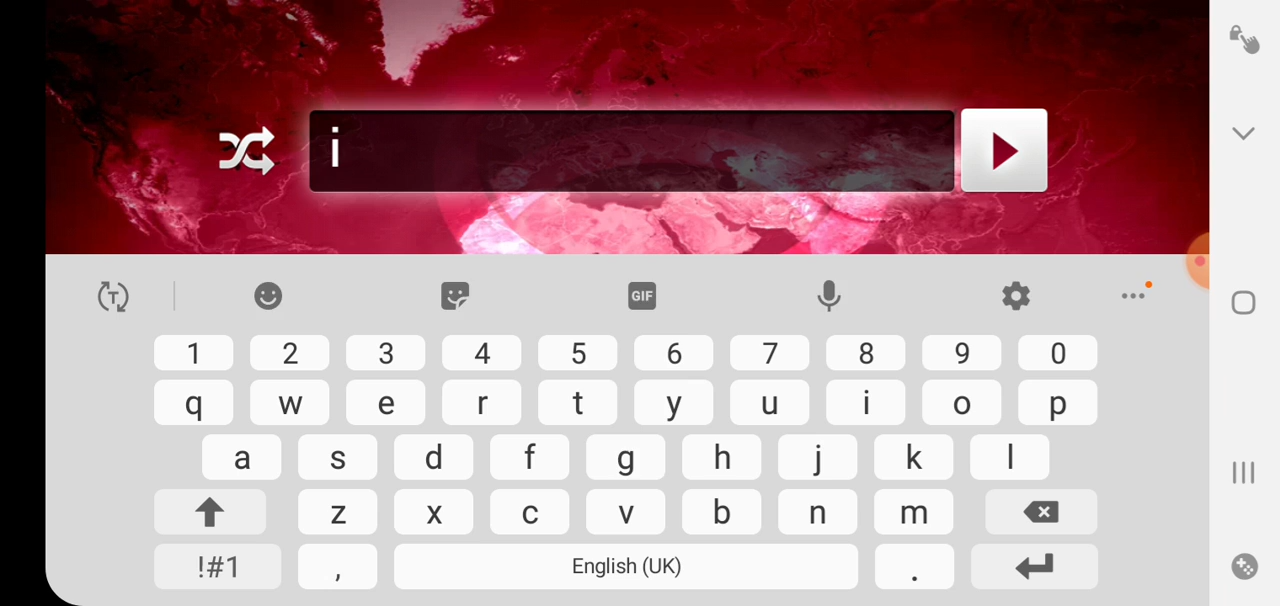 i
GIF
1 2 3 4 5 6 7 8 9 0
q w e r t y u i o p
a s d f g h j k l
z x c v b n m
!#1 , English (UK) .